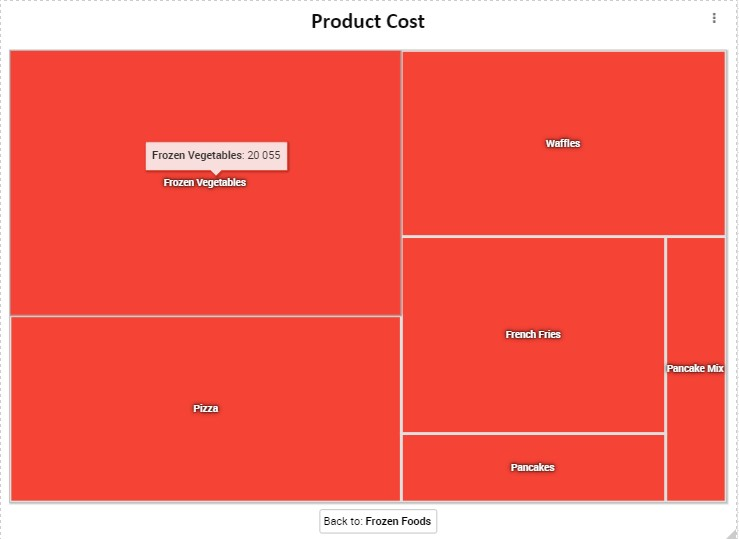 Product Cost
Frozen Vegetables: 20 055
Frozen Vegetables
Waffles
French Fries
Pancake Mix
Pizza
Pancakes
Back to: Frozen Foods